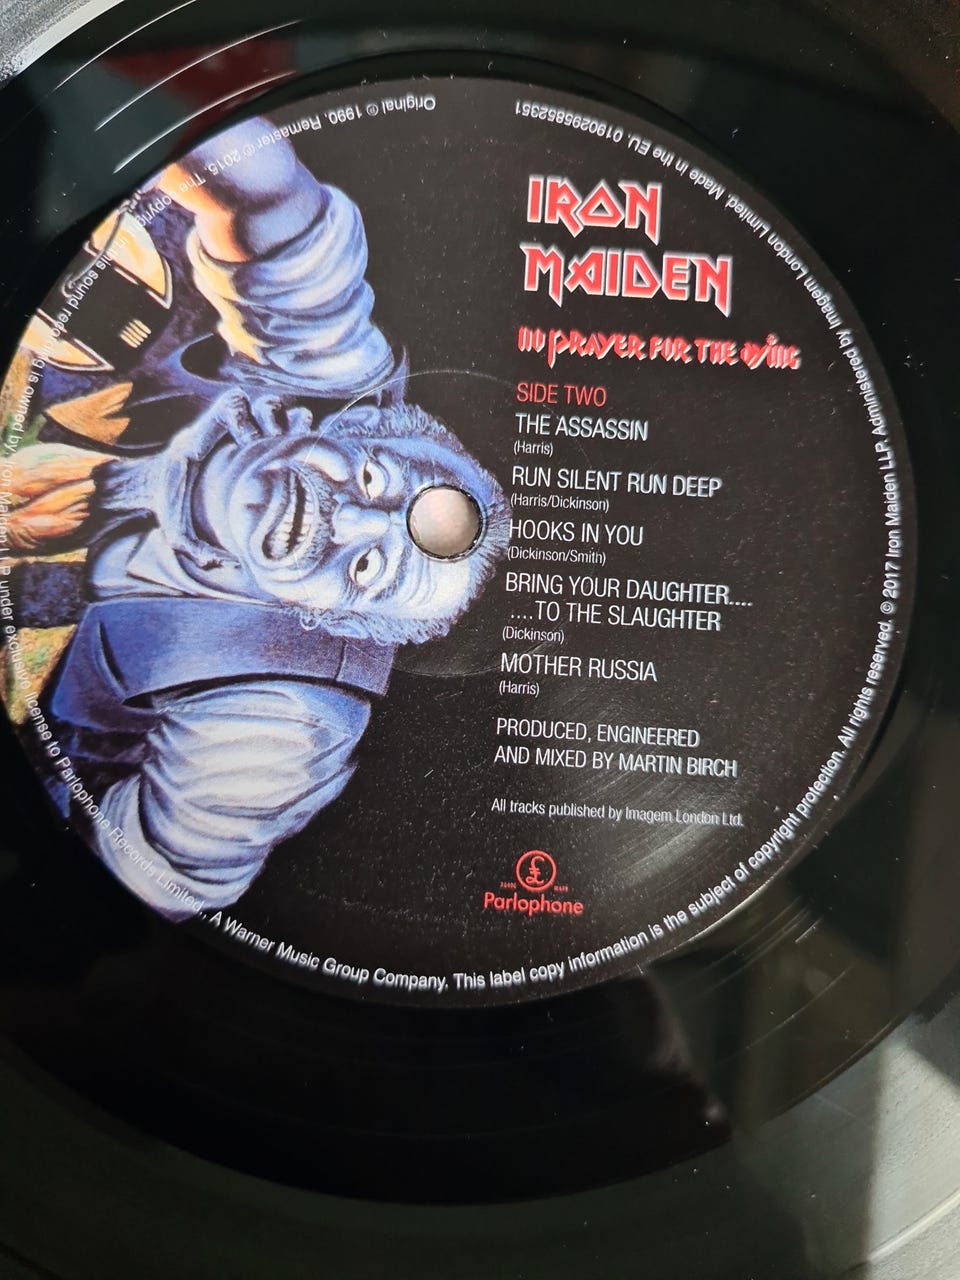 IRON
MAIDEN
NO PRAYER FOR THE DYING
SIDE TWO
THE ASSASSIN
(Harris)
RUN SILENT RUN DEEP
(Harris/Dickinson)
HOOKS IN YOU
(Dickinson/Smith)
BRING YOUR DAUGHTER....
....TO THE SLAUGHTER
(Dickinson)
MOTHER RUSSIA
(Harris)
PRODUCED, ENGINEERED
AND MIXED BY MARTIN BIRCH
All tracks published by Imagem London Ltd.
£
TRADE MARK
Parlophone
Original ℗ 1990. Remaster ℗ 2015. The copyright in this sound recording is owned by Iron Maiden LLP under exclusive license to Parlophone Records Limited., A Warner Music Group Company. This label copy information is the subject of copyright protection. All rights reserved. © 2017 Iron Maiden LLP. Administered by Imagem London Limited. Made in the EU. 0190295852351